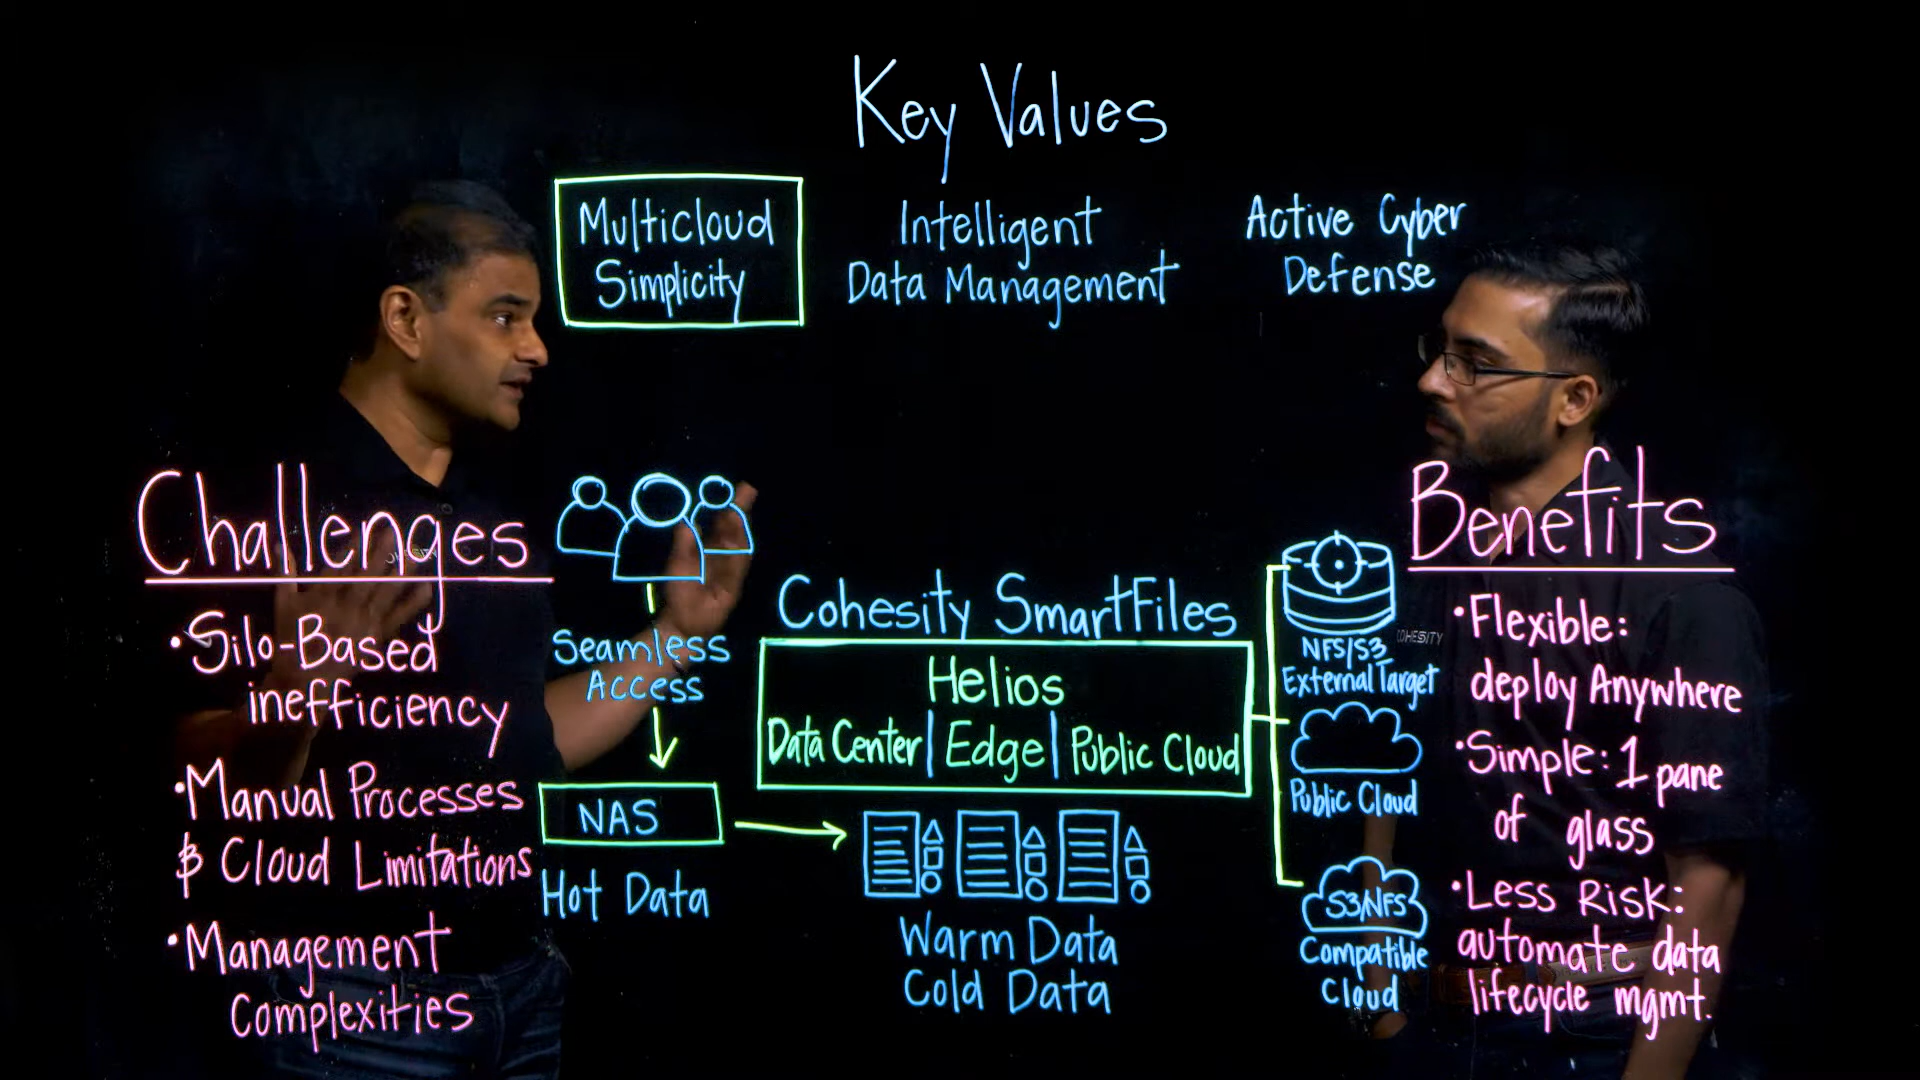 Key Values
Multicloud
Simplicity
Intelligent
Data Management
Active Cyber
Defense
Challenges
• Silo-Based
inefficiency
• Manual Processes
& Cloud Limitations
• Management
Complexities
Seamless
Access
NAS
Hot Data
Cohesity SmartFiles
Helios
Data Center | Edge | Public Cloud
Warm Data
Cold Data
NFS/S3
External Target
Public Cloud
S3/NFS
Compatible
Cloud
Benefits
• Flexible:
deploy Anywhere
• Simple: 1 pane
of glass
• Less Risk:
automate data
lifecycle mgmt.
COHESITY
COHESITY